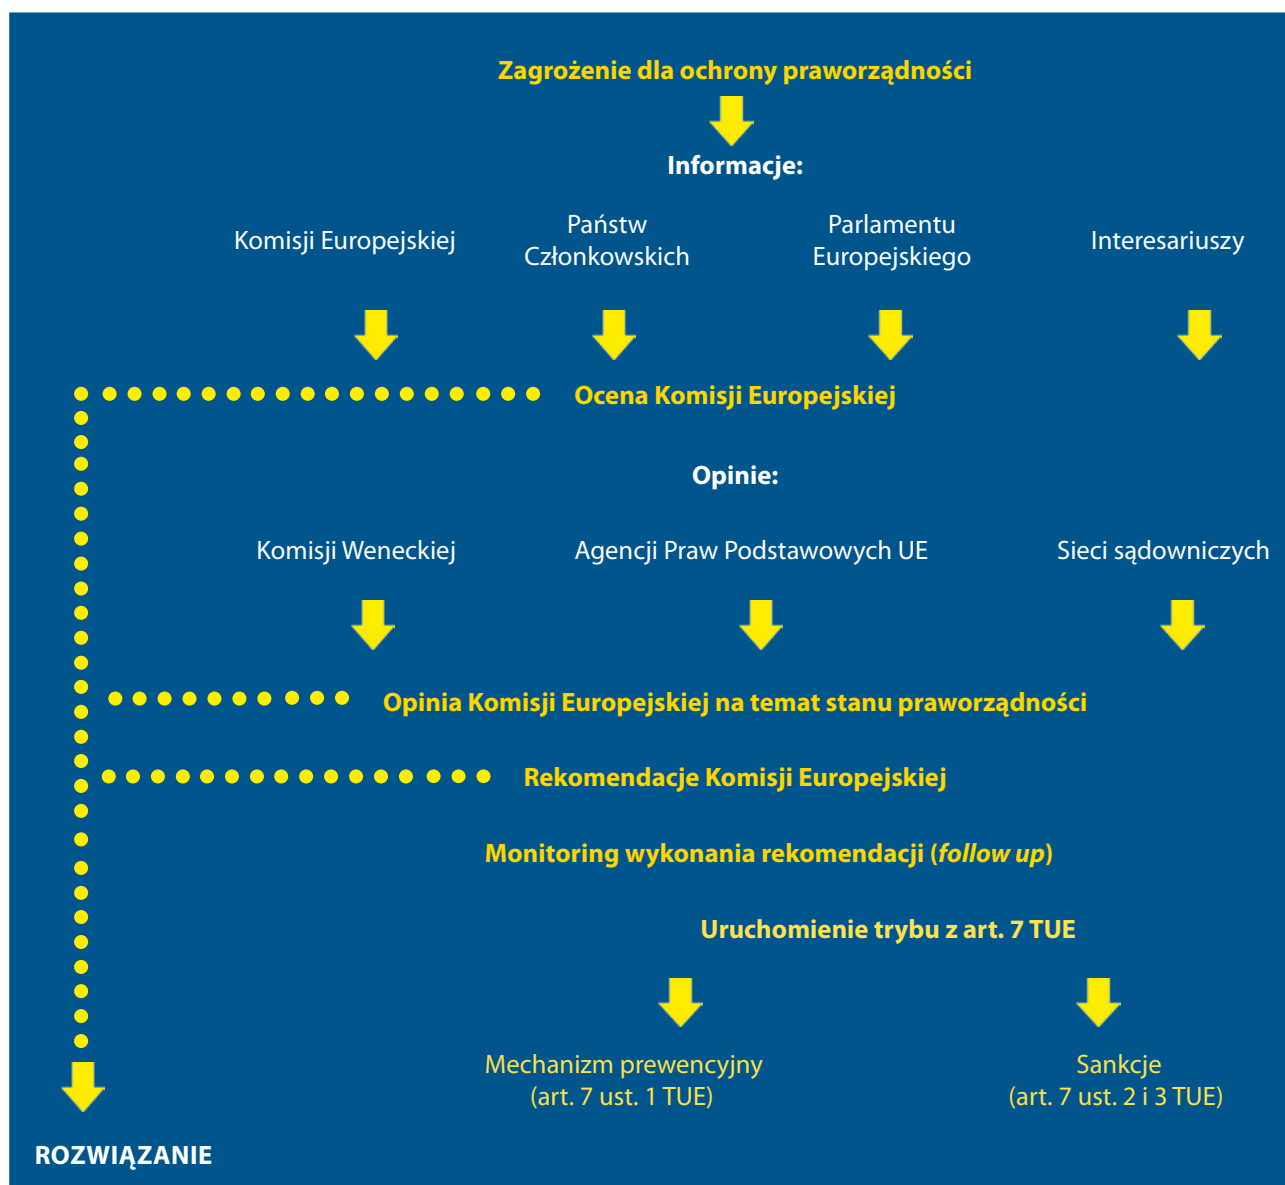 Zagrożenie dla ochrony praworządności
Informacje:
Komisji Europejskiej
Państw
Członkowskich
Parlamentu
Europejskiego
Interesariuszy
Ocena Komisji Europejskiej
Opinie:
Komisji Weneckiej
Agencji Praw Podstawowych UE
Sieci sądowniczych
Opinia Komisji Europejskiej na temat stanu praworządności
Rekomendacje Komisji Europejskiej
Monitoring wykonania rekomendacji (follow up)
Uruchomienie trybu z art. 7 TUE
Mechanizm prewencyjny
(art. 7 ust. 1 TUE)
Sankcje
(art. 7 ust. 2 i 3 TUE)
ROZWIĄZANIE